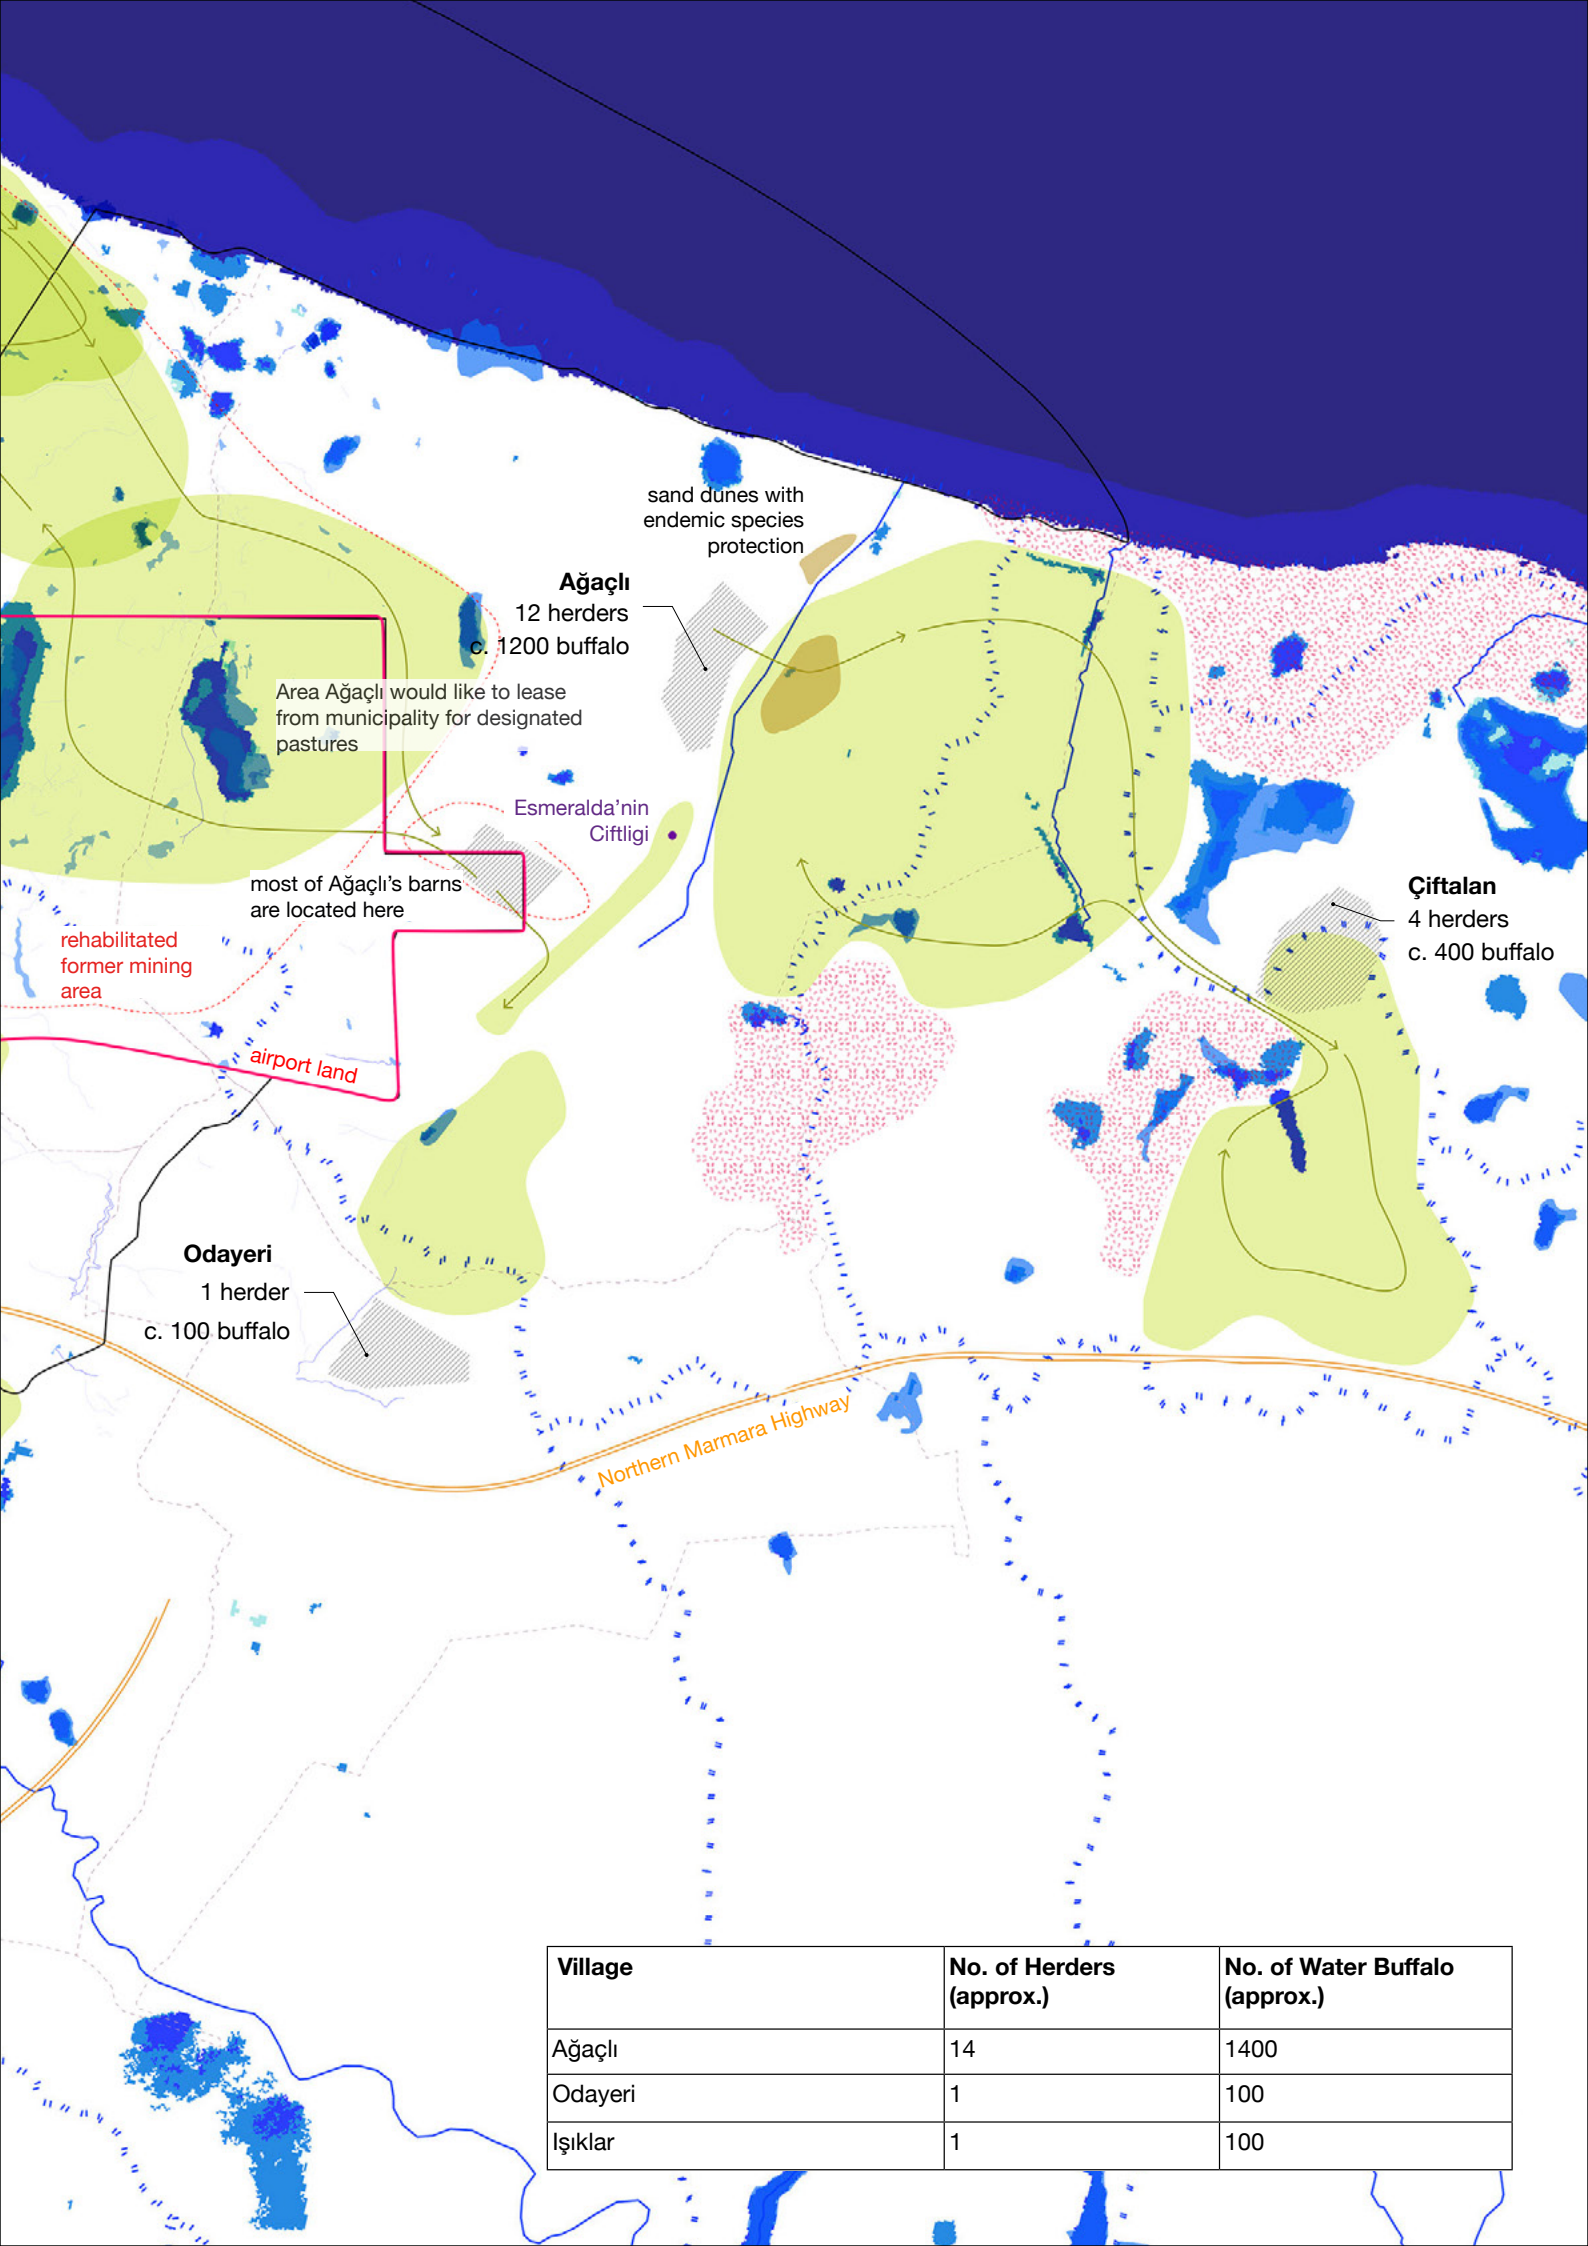 sand dunes with
endemic species
protection
Ağaçlı
12 herders
c. 1200 buffalo
Area Ağaçlı would like to lease
from municipality for designated
pastures
Esmeralda’nin
Ciftligi
most of Ağaçlı’s barns
are located here
rehabilitated
former mining
area
airport land
Çiftalan
4 herders
c. 400 buffalo
Odayeri
1 herder
c. 100 buffalo
Northern Marmara Highway
Village No. of Herders (approx.) No. of Water Buffalo (approx.)
Ağaçlı 14 1400
Odayeri 1 100
Işıklar 1 100